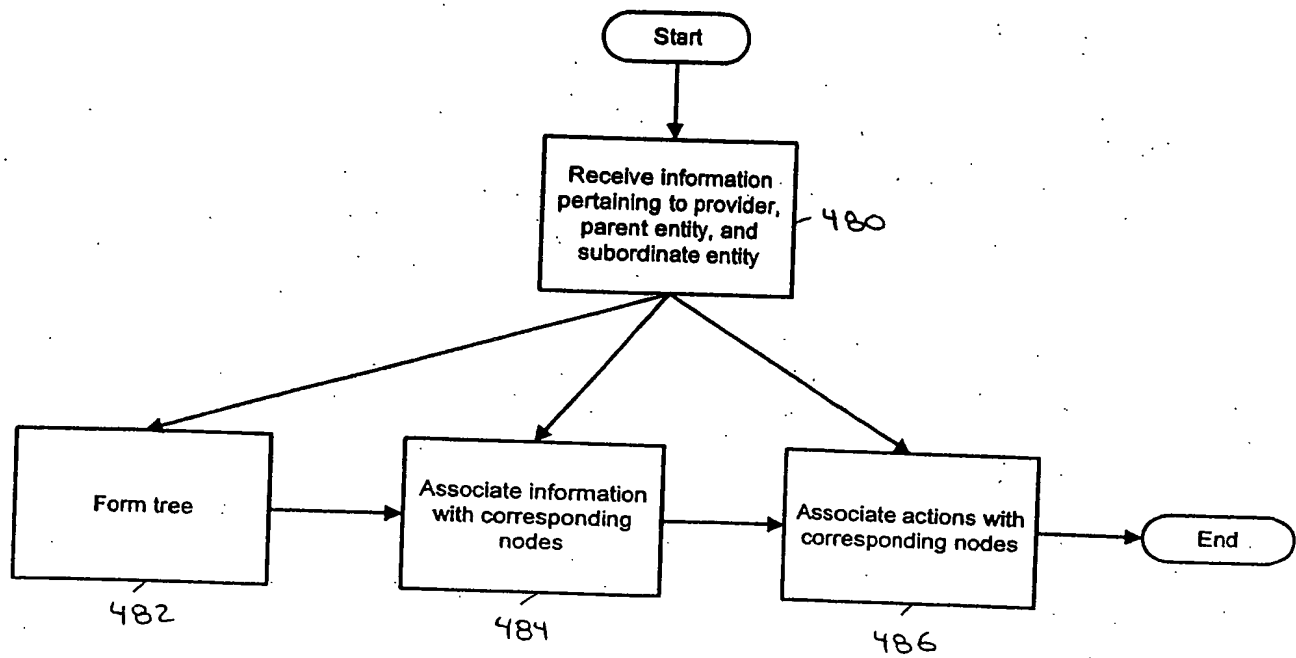 Start
Receive information
pertaining to provider,
parent entity, and
subordinate entity
480
Form tree
Associate information
with corresponding
nodes
Associate actions with
corresponding nodes
End
482
484
486